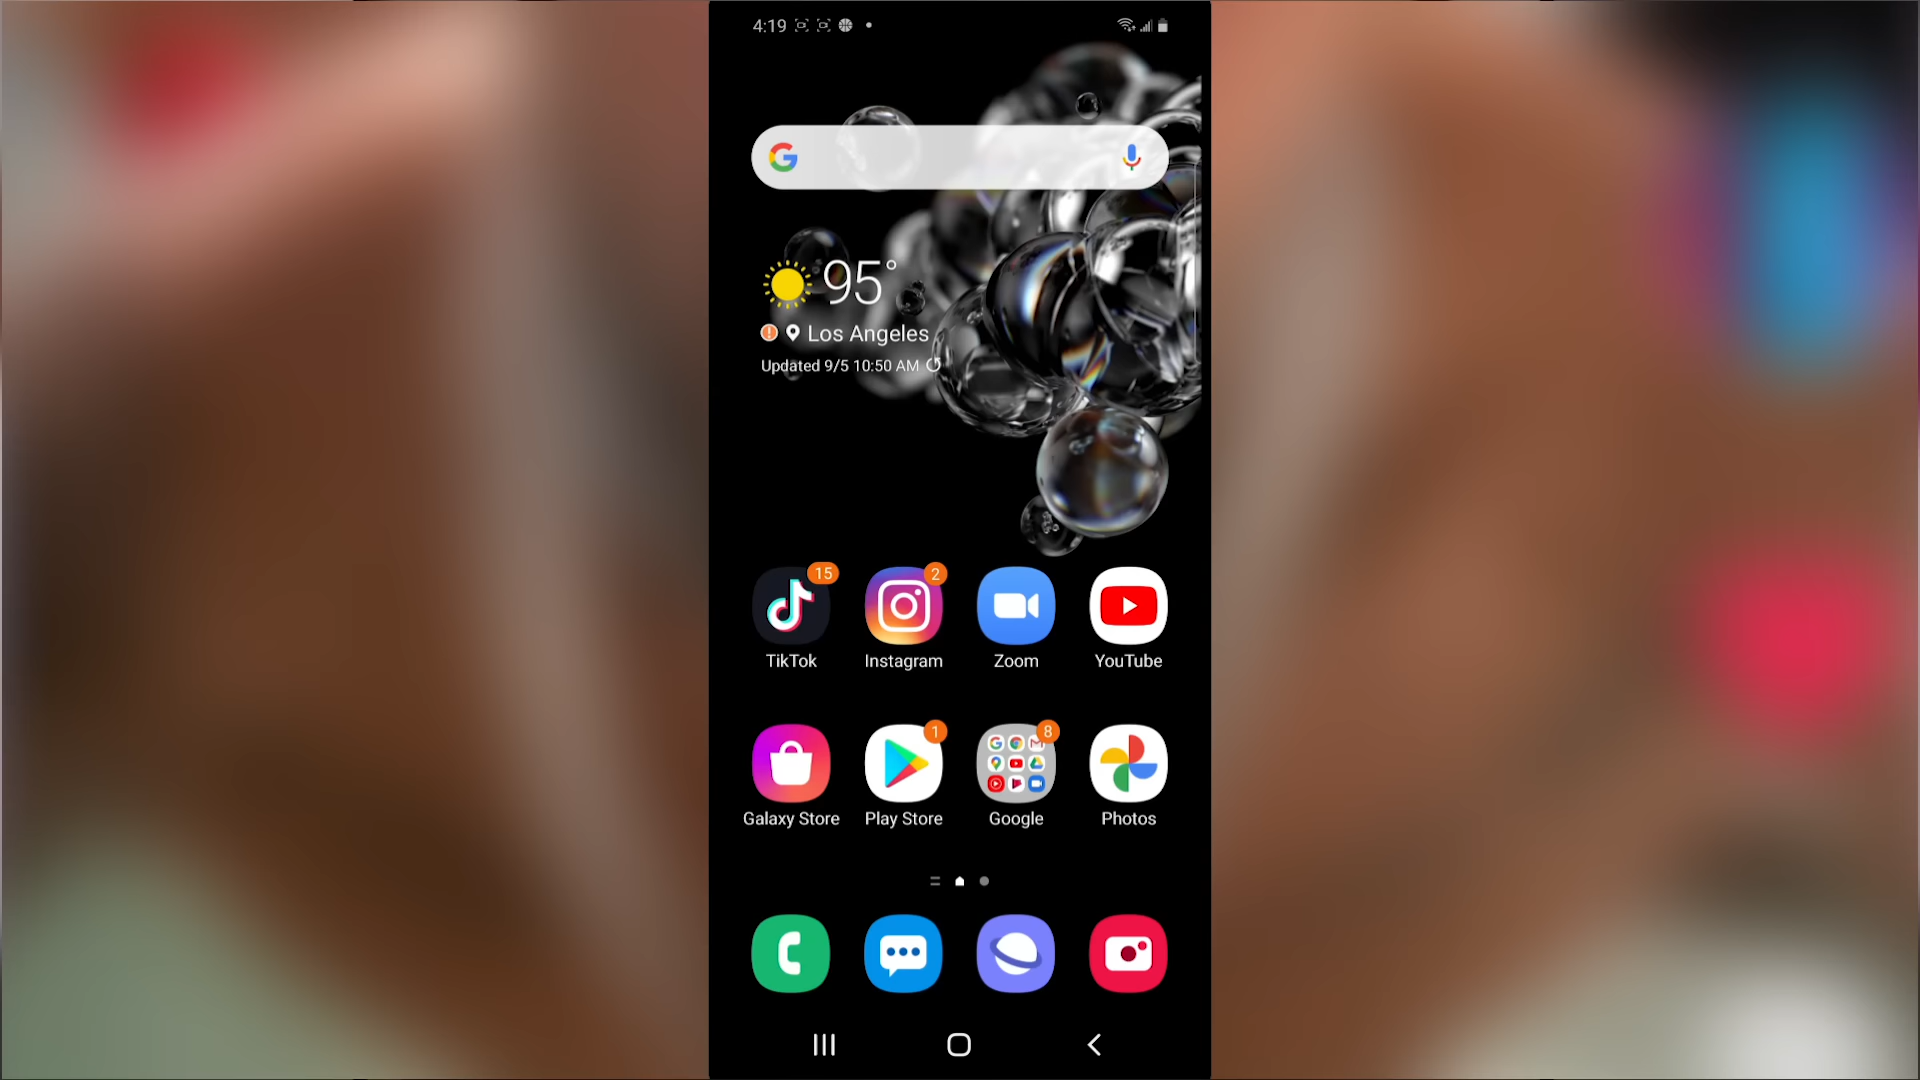 4:19
95°
Los Angeles
Updated 9/5 10:50 AM
15
2
TikTok
Instagram
Zoom
YouTube
1
8
Galaxy Store
Play Store
Google
Photos